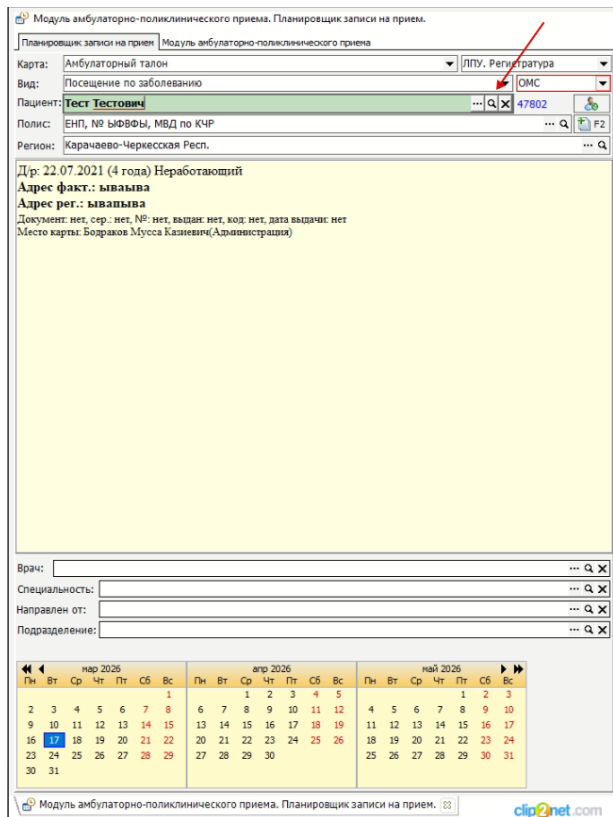 Модуль амбулаторно-поликлинического приема. Планировщик записи на прием.
Планировщик записи на прием Модуль амбулаторно-поликлинического приема
Карта: Амбулаторный талон ЛПУ. Регистратура
Вид: Посещение по заболеванию ОМС
Пациент: Тест Тестович 47802
Полис: ЕНП, № ЫФВФЫ, МВД по КЧР F2
Регион: Карачаево-Черкесская Респ.
Д/р: 22.07.2021 (4 года) Неработающий
Адрес факт.: ываыва
Адрес рег.: ывапыва
Документ: нет, сер.: нет, №: нет, выдан: нет, код: нет, дата выдачи: нет
Место карты: Бодраков Мусса Казиевич(Администрация)
Врач:
Специальность:
Направлен от:
Подразделение:
мар 2026 апр 2026 май 2026
Пн Вт Ср Чт Пт Сб Вс Пн Вт Ср Чт Пт Сб Вс Пн Вт Ср Чт Пт Сб Вс
1 1 2 3 4 5 1 2 3
2 3 4 5 6 7 8 6 7 8 9 10 11 12 4 5 6 7 8 9 10
9 10 11 12 13 14 15 13 14 15 16 17 18 19 11 12 13 14 15 16 17
16 17 18 19 20 21 22 20 21 22 23 24 25 26 18 19 20 21 22 23 24
23 24 25 26 27 28 29 27 28 29 30 25 26 27 28 29 30 31
30 31
Модуль амбулаторно-поликлинического приема. Планировщик записи на прием.
clip2net.com